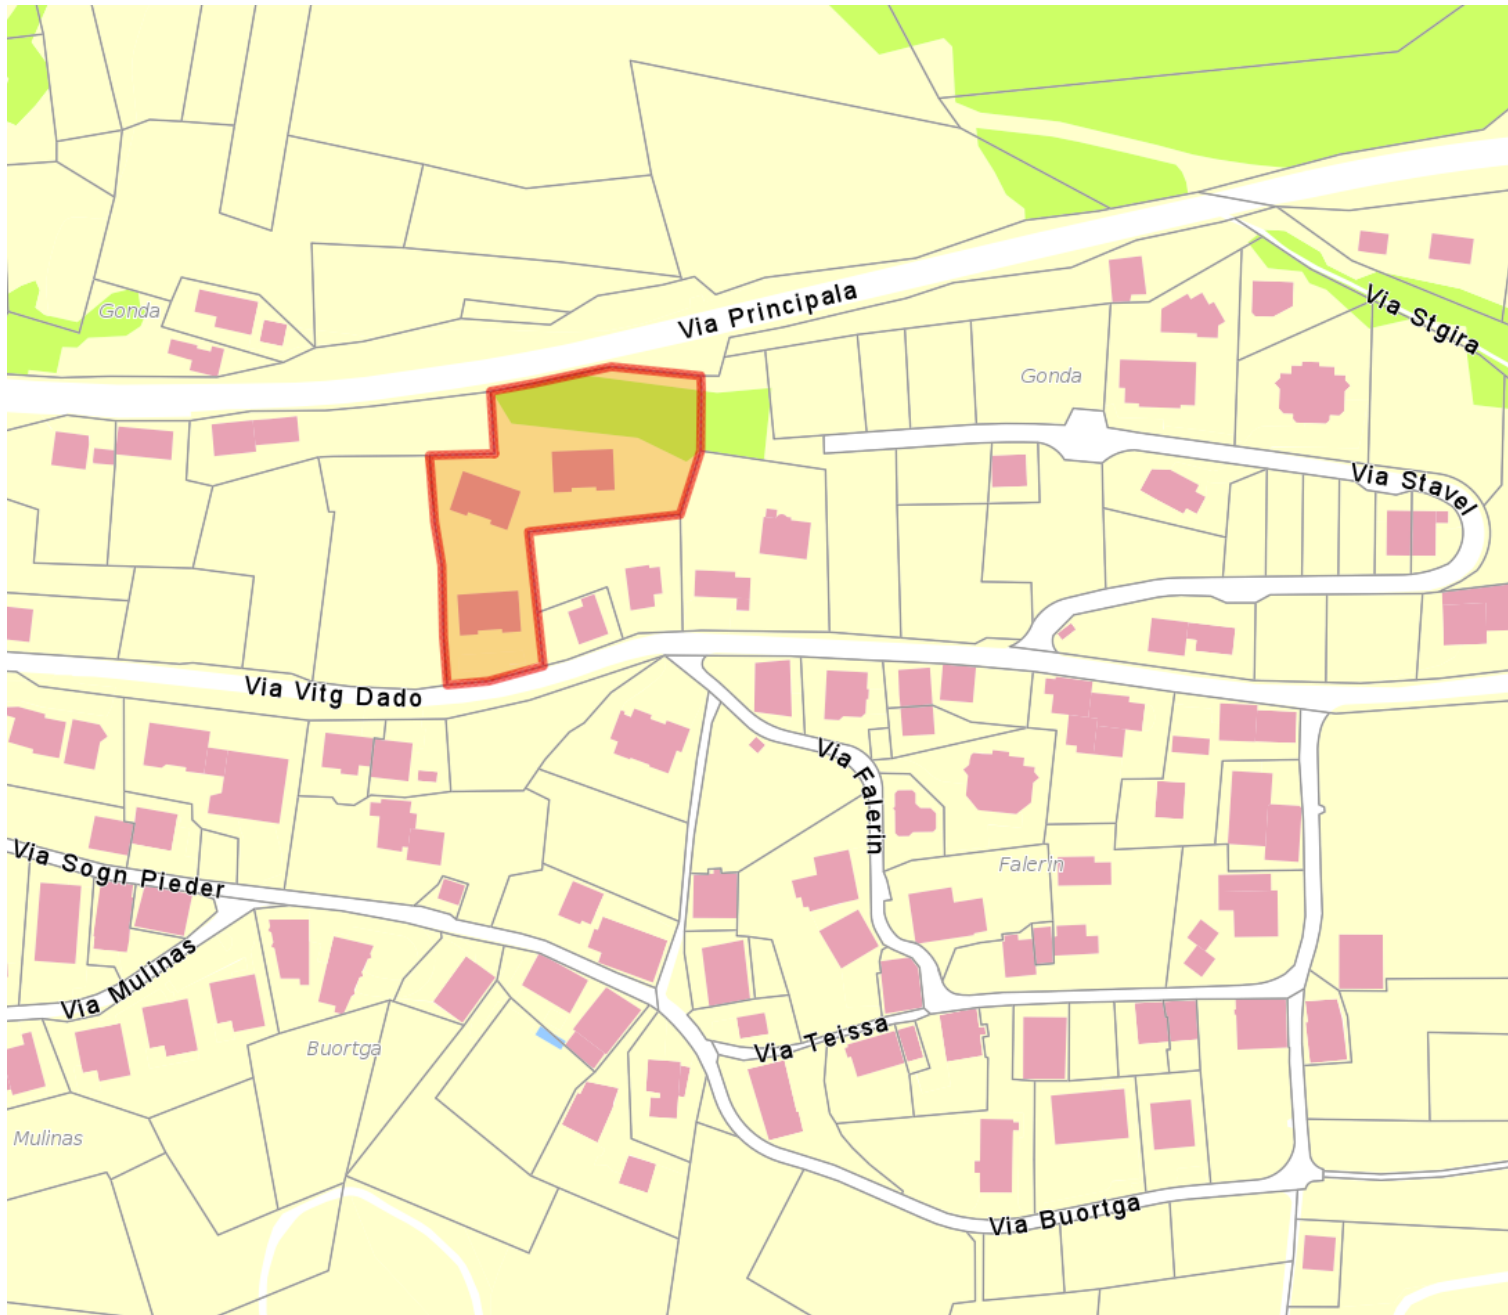 Via Principala
Gonda
Via Stgira
Gonda
Via Stavel
Via Vitg Dado
Via Falerin
Via Sogn Pieder
Falerin
Via Mulinas
Via Teissa
Buortga
Mulinas
Via Buortga